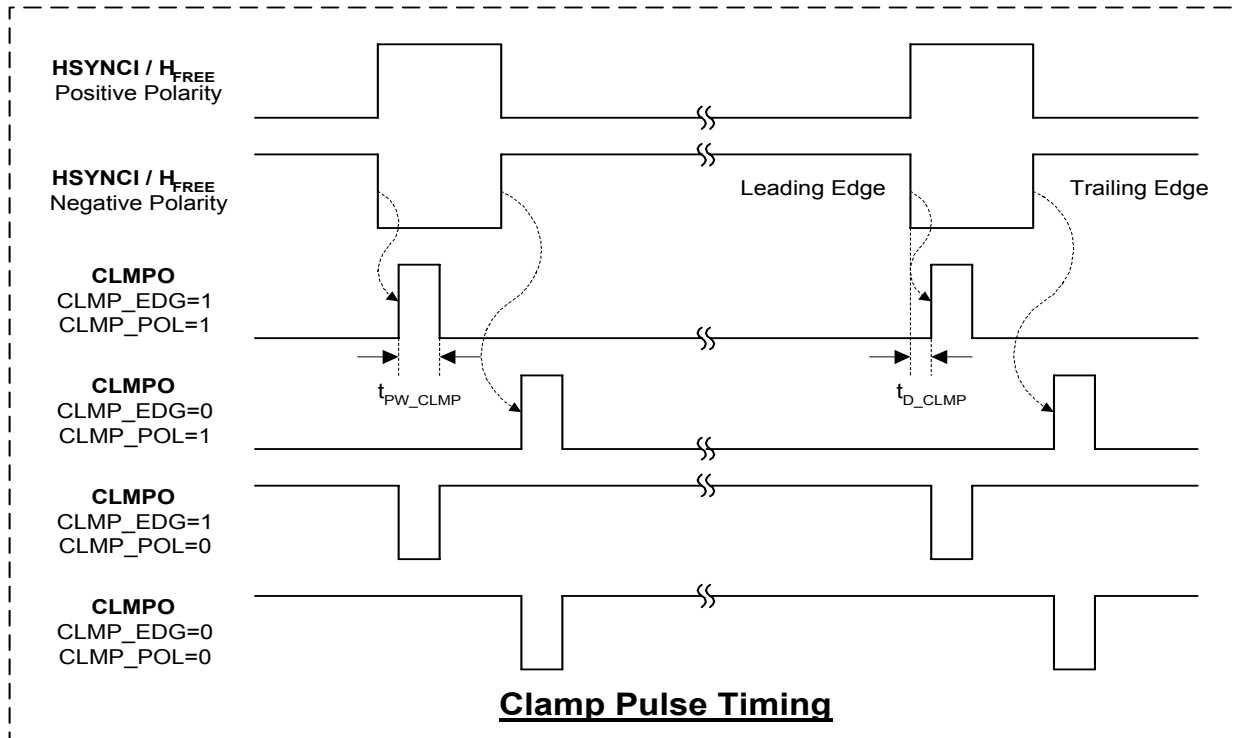 HSYNCI / HFREE
Positive Polarity
HSYNCI / HFREE
Negative Polarity
Leading Edge
Trailing Edge
CLMPO
CLMP_EDG=1
CLMP_POL=1
tPW_CLMP
tD_CLMP
CLMPO
CLMP_EDG=0
CLMP_POL=1
CLMPO
CLMP_EDG=1
CLMP_POL=0
CLMPO
CLMP_EDG=0
CLMP_POL=0
Clamp Pulse Timing